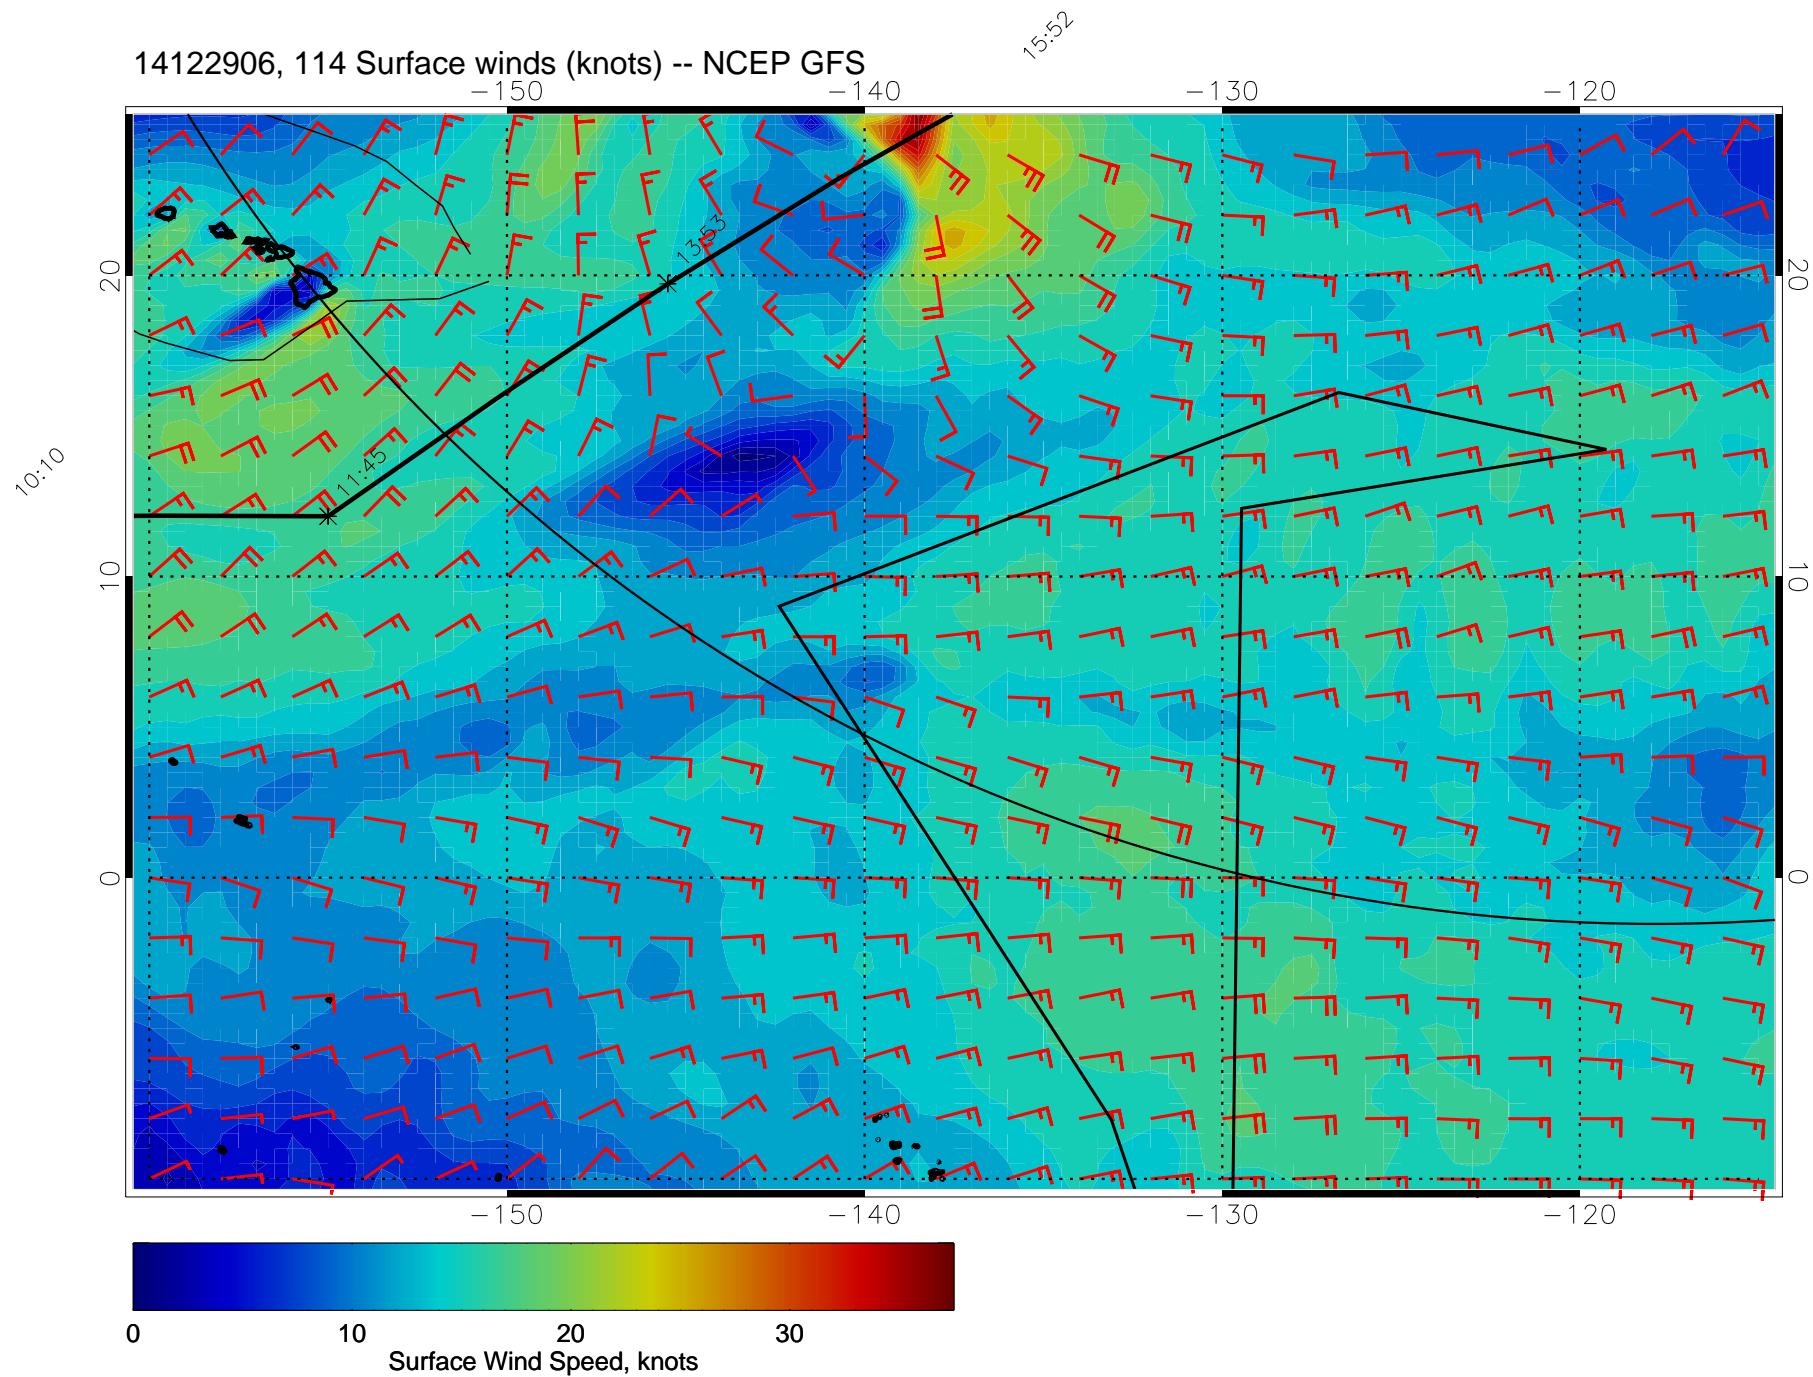 15:52
14122906, 114 Surface winds (knots) -- NCEP GFS
−150 −140 −130 −120
13:53
20 20
10:10
11:45
10 10
0 0
−150 −140 −130 −120
0 10 20 30
Surface Wind Speed, knots